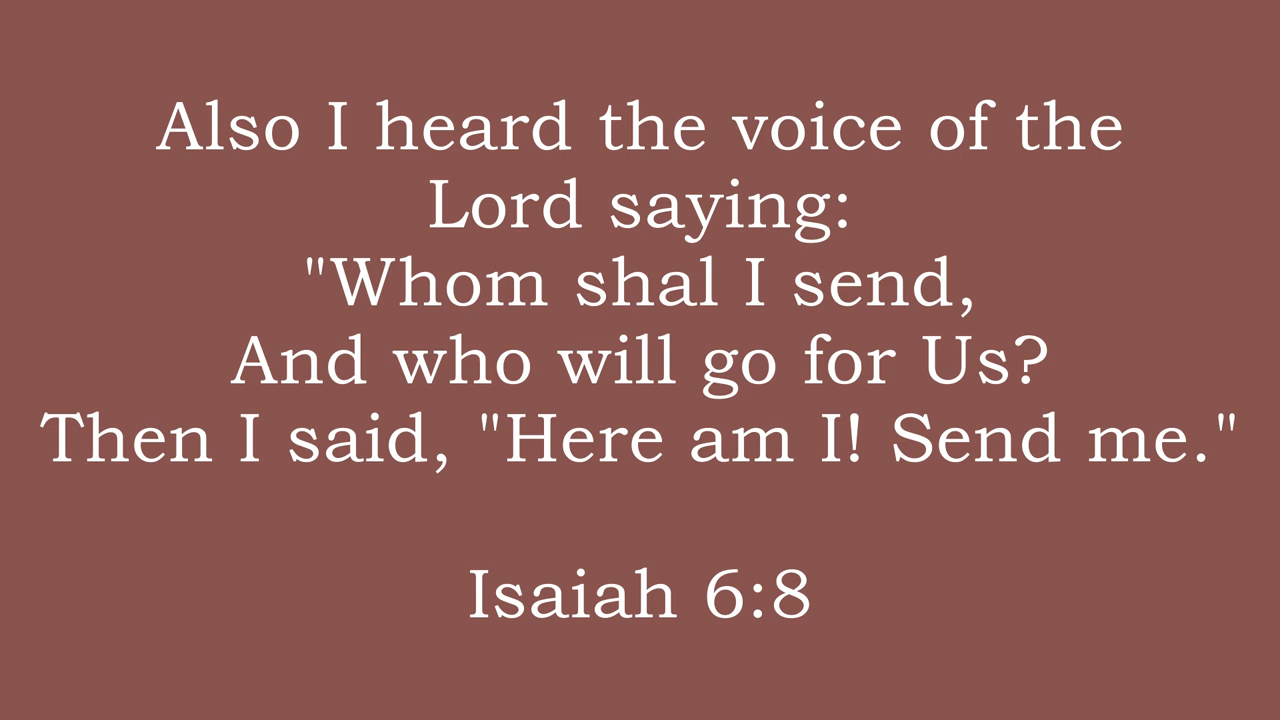 Also I heard the voice of the
Lord saying:
"Whom shal I send,
And who will go for Us?
Then I said, "Here am I! Send me."
Isaiah 6:8